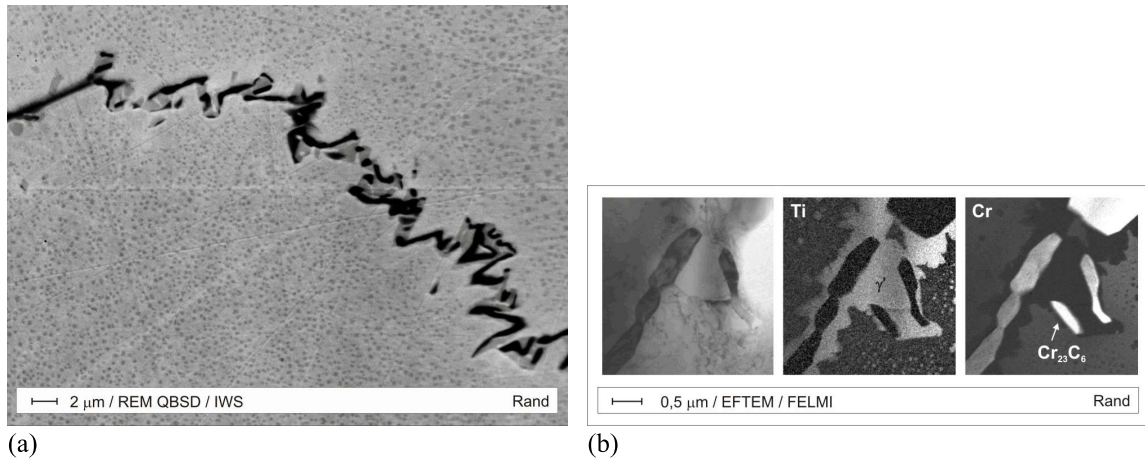 2 μm / REM QBSD / IWS Rand
(a)
Ti
Cr
γ
Cr₂₃C₆
0,5 μm / EFTEM / FELMI Rand
(b)